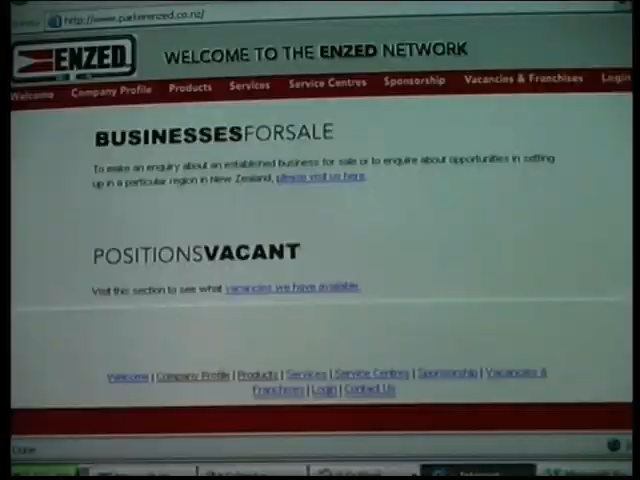 http://www.parkerenzed.co.nz/
ENZED
WELCOME TO THE ENZED NETWORK
Welcome Company Profile Products Services Service Centres Sponsorship Vacancies & Franchises Login
BUSINESSESFORSALE
To make an enquiry about an established business for sale or to enquire about opportunities in setting
up in a particular region in New Zealand, please visit us here.
POSITIONSVACANT
Visit this section to see what vacancies we have available.
Welcome | Company Profile | Products | Services | Service Centres | Sponsorship | Vacancies &
Franchises | Login | Contact Us
Done